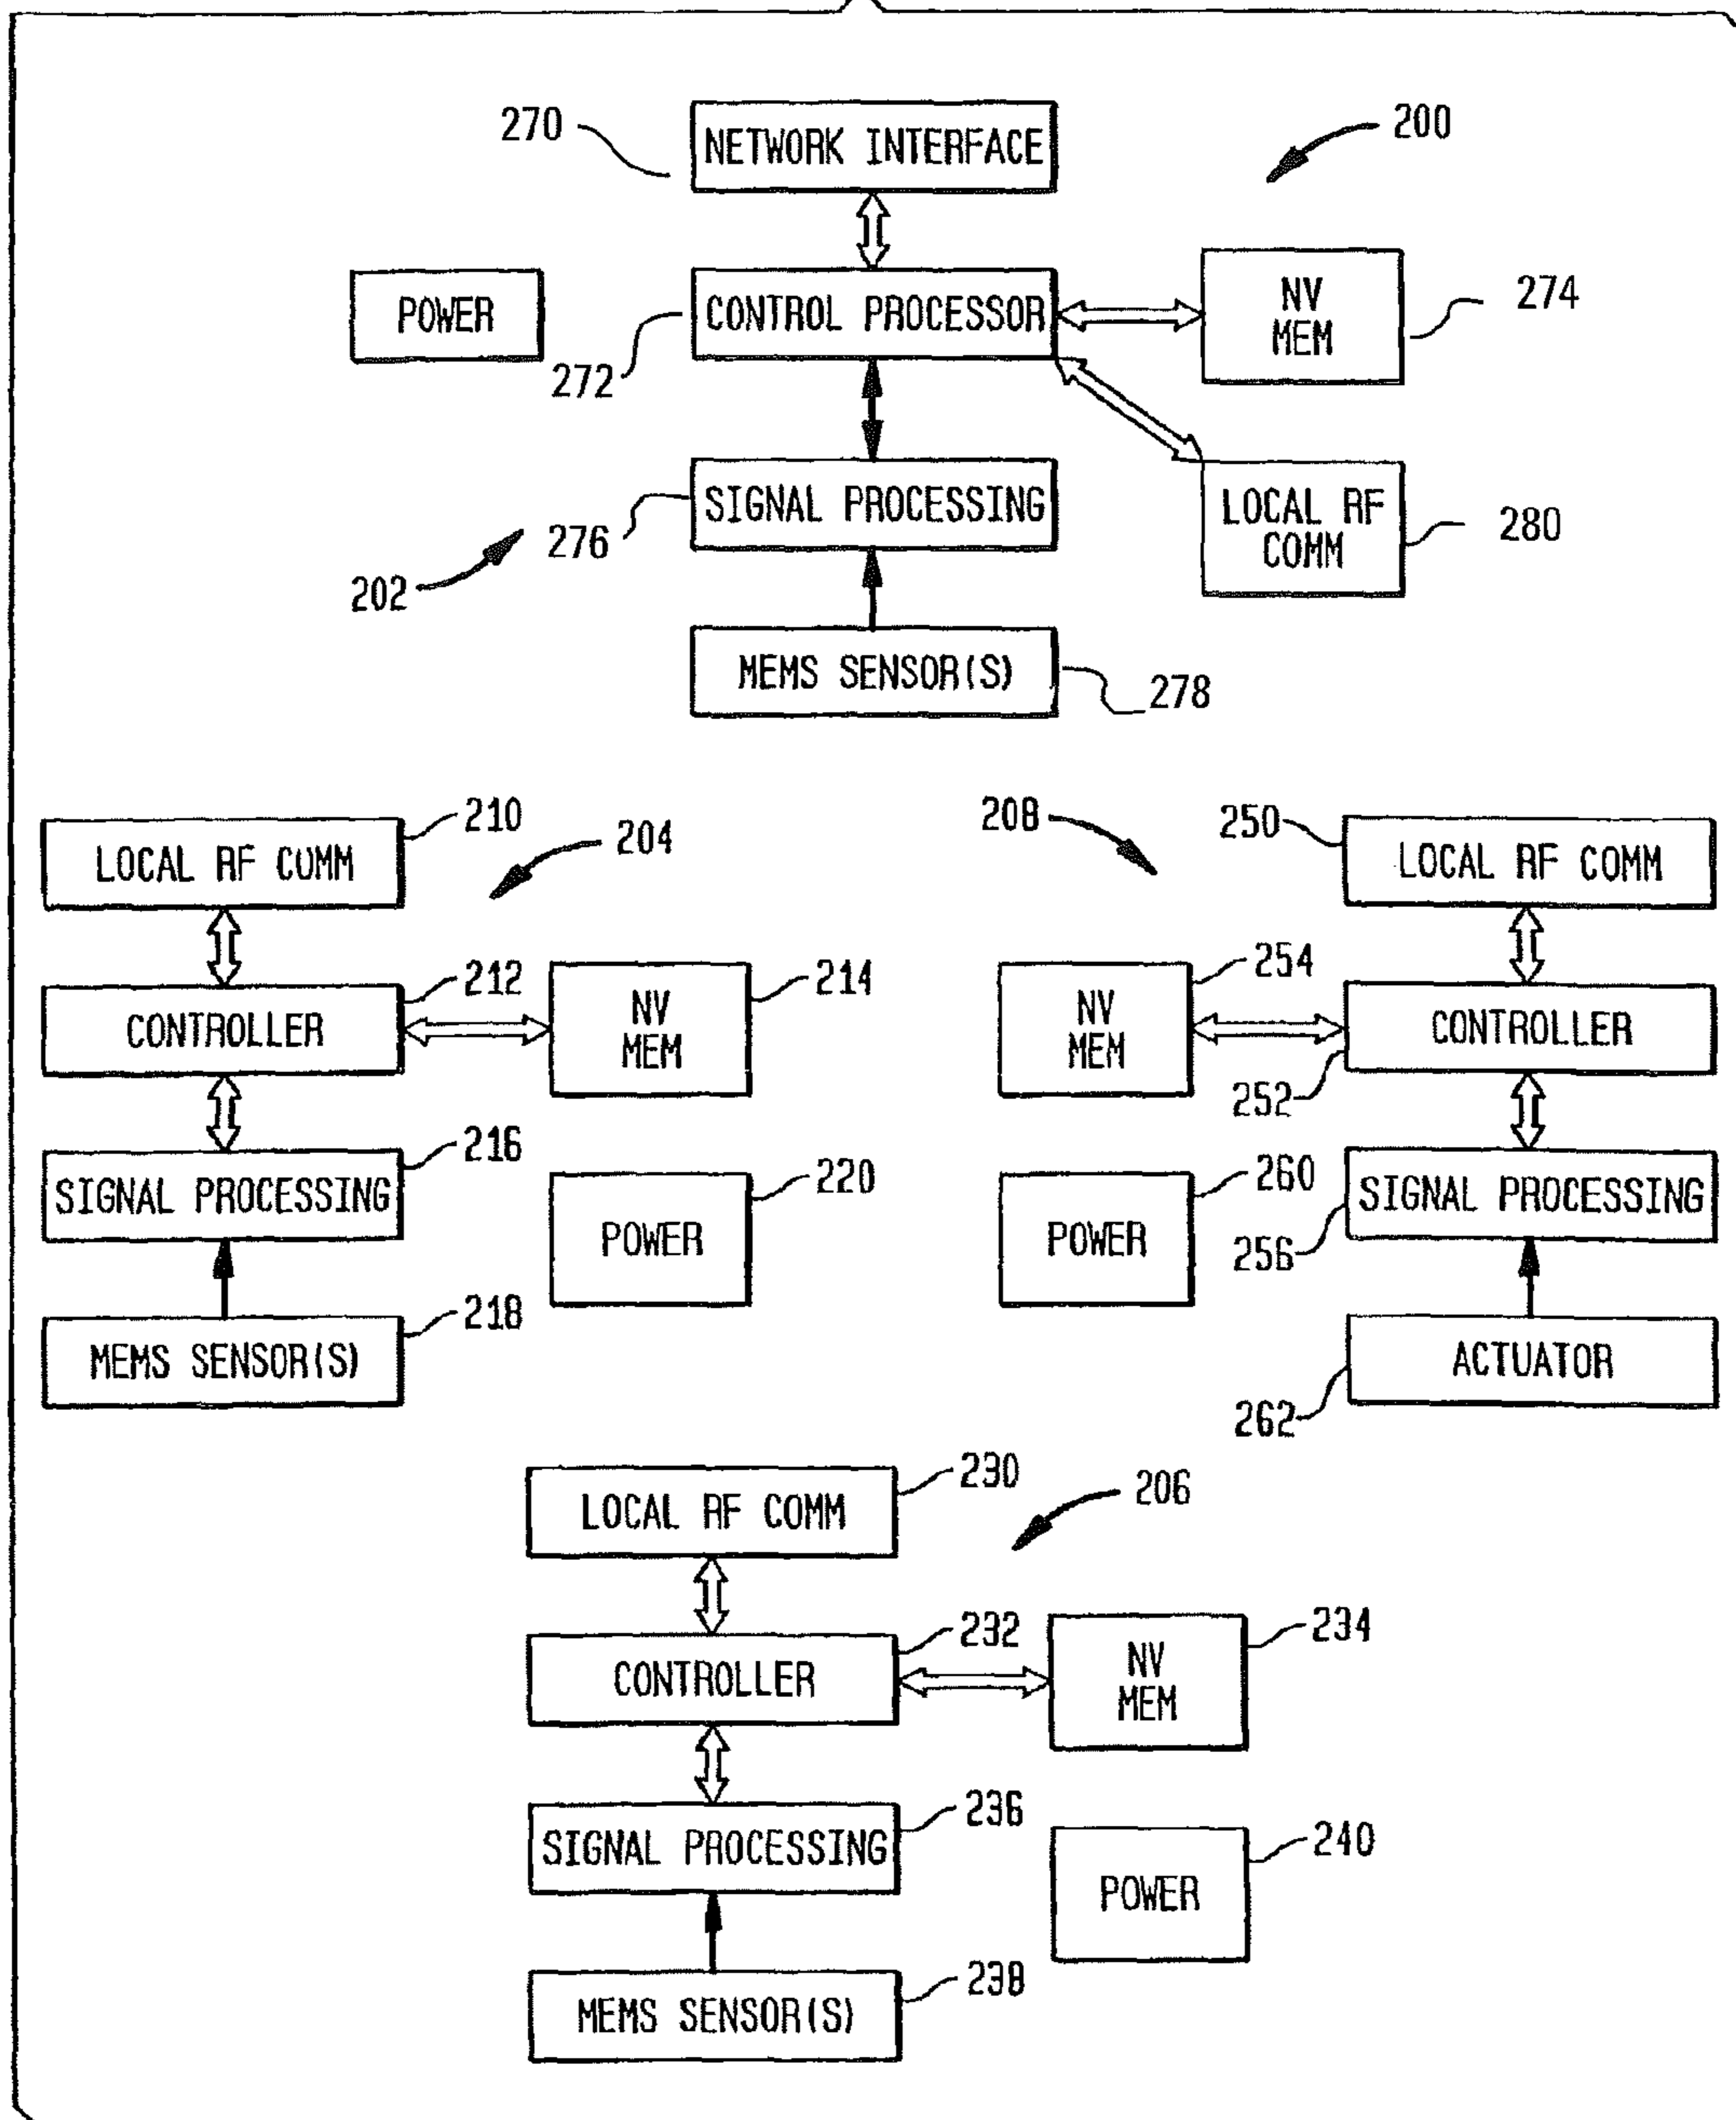 270
NETWORK INTERFACE
200
POWER
CONTROL PROCESSOR
NV
MEM
274
272
SIGNAL PROCESSING
276
LOCAL RF
COMM
280
202
MEMS SENSOR(S)
278
210
LOCAL RF COMM
204
212
CONTROLLER
NV
MEM
214
216
SIGNAL PROCESSING
220
POWER
218
MEMS SENSOR(S)
208
250
LOCAL RF COMM
254
NV
MEM
CONTROLLER
252
260
POWER
SIGNAL PROCESSING
256
ACTUATOR
262
230
LOCAL RF COMM
206
232
CONTROLLER
NV
MEM
234
236
SIGNAL PROCESSING
240
POWER
238
MEMS SENSOR(S)